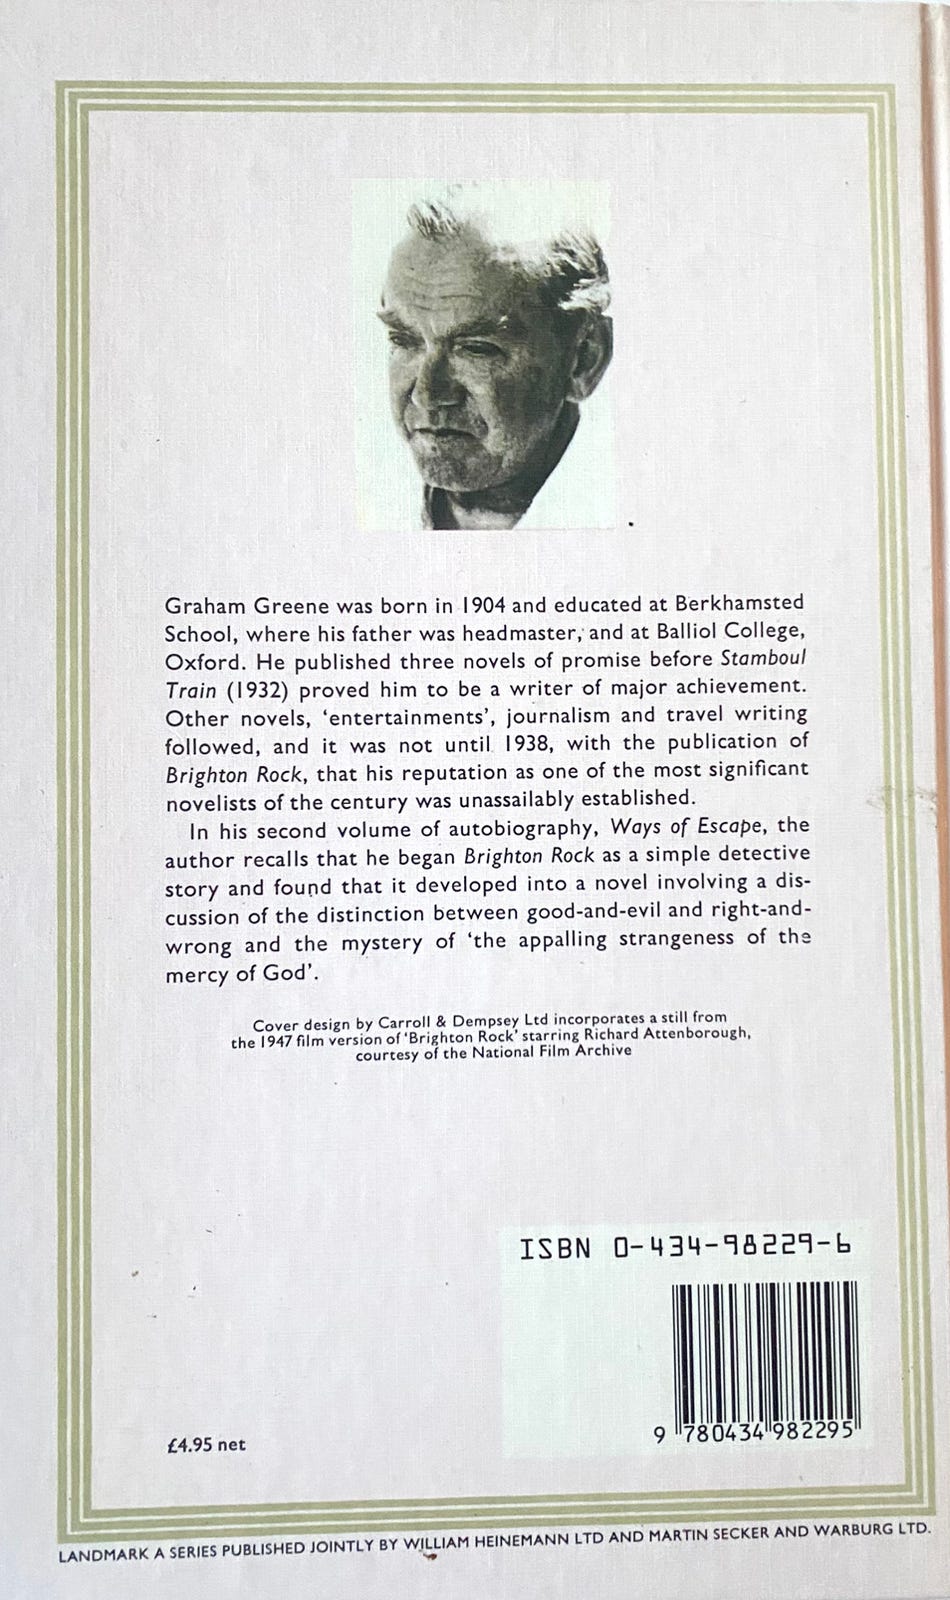 Graham Greene was born in 1904 and educated at Berkhamsted
School, where his father was headmaster, and at Balliol College,
Oxford. He published three novels of promise before Stamboul
Train (1932) proved him to be a writer of major achievement.
Other novels, ‘entertainments’, journalism and travel writing
followed, and it was not until 1938, with the publication of
Brighton Rock, that his reputation as one of the most significant
novelists of the century was unassailably established.
In his second volume of autobiography, Ways of Escape, the
author recalls that he began Brighton Rock as a simple detective
story and found that it developed into a novel involving a dis-
cussion of the distinction between good-and-evil and right-and-
wrong and the mystery of ‘the appalling strangeness of the
mercy of God’.
Cover design by Carroll & Dempsey Ltd incorporates a still from
the 1947 film version of ‘Brighton Rock’ starring Richard Attenborough,
courtesy of the National Film Archive
ISBN 0-434-98229-6
9 780434 982295
£4.95 net
LANDMARK A SERIES PUBLISHED JOINTLY BY WILLIAM HEINEMANN LTD AND MARTIN SECKER AND WARBURG LTD.